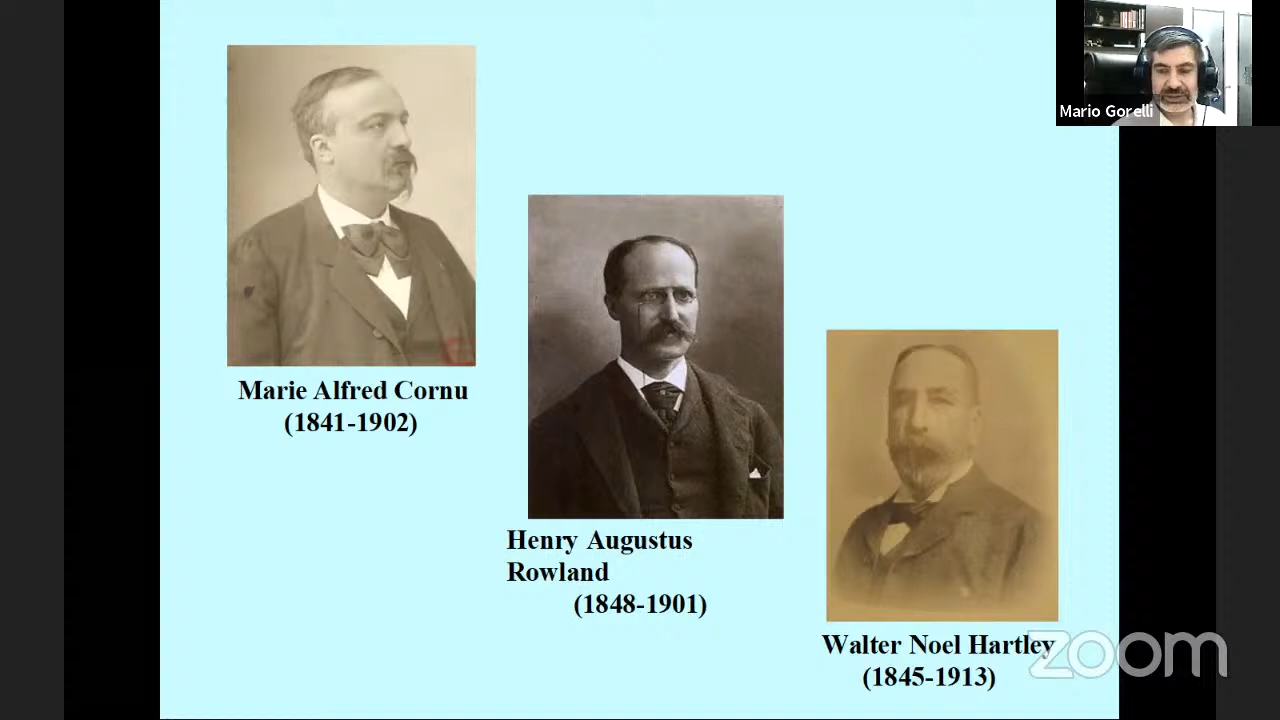 Mario Gorelli
Marie Alfred Cornu
(1841-1902)
Henry Augustus
Rowland
(1848-1901)
Walter Noel Hartley
(1845-1913)
zoom